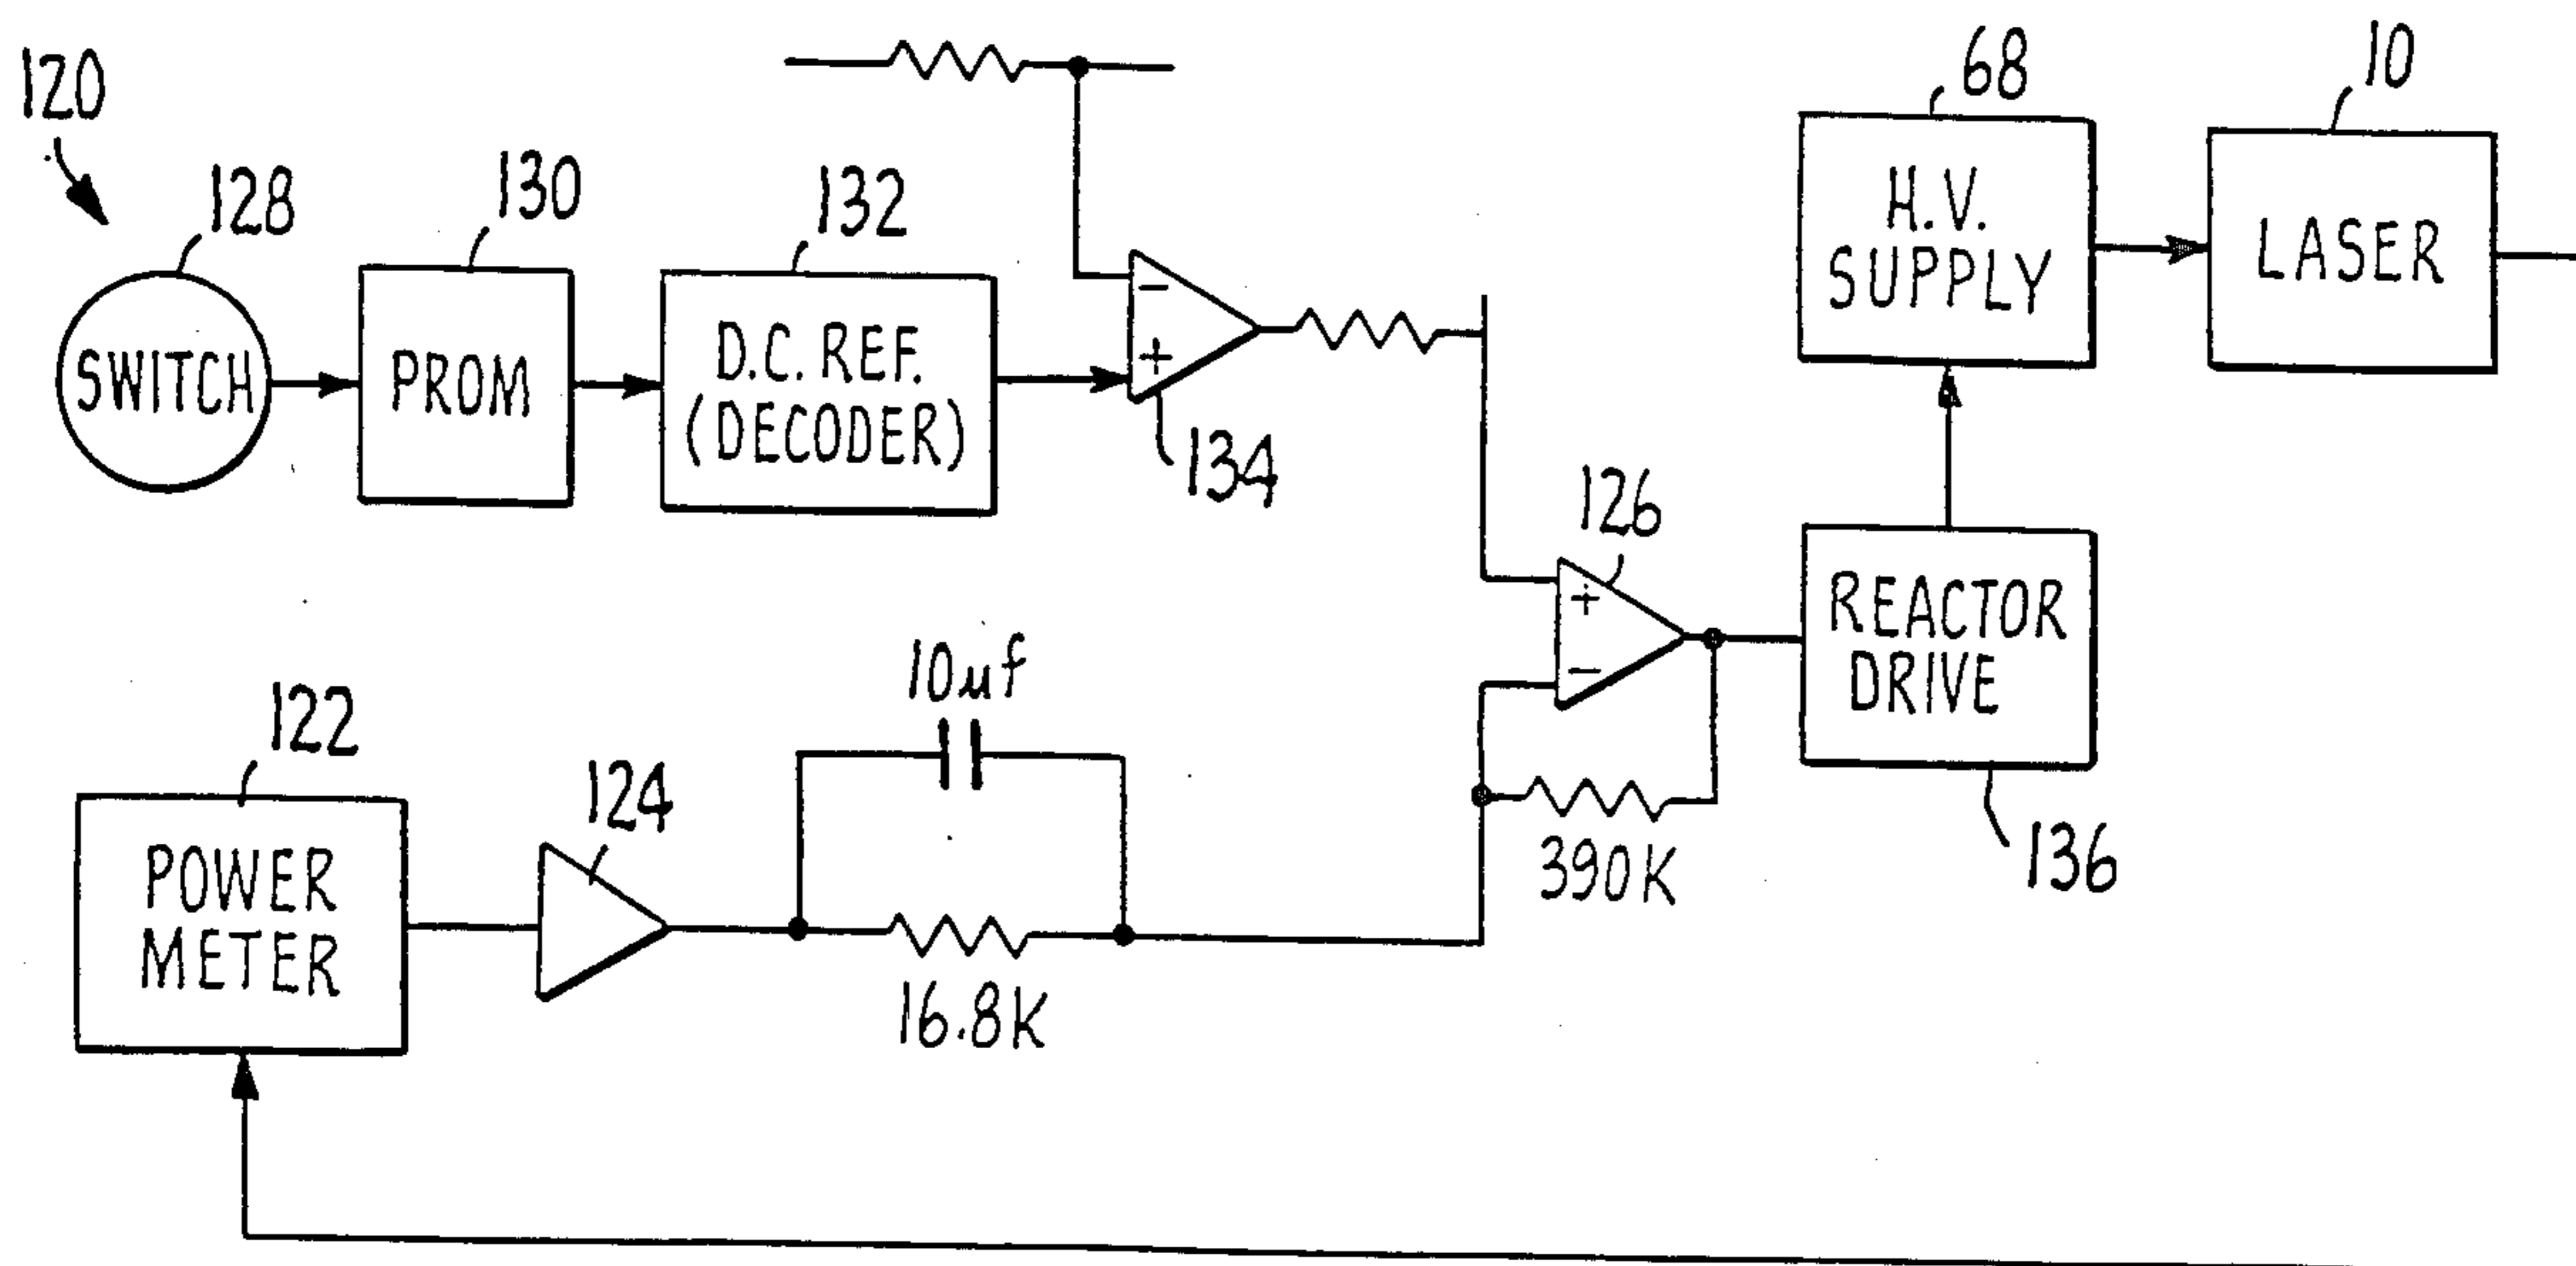 120
128
SWITCH
130
PROM
132
D.C. REF.
(DECODER)
-
+
134
68
H.V.
SUPPLY
10
LASER
126
+
-
390K
REACTOR
DRIVE
136
122
POWER
METER
124
10uf
16.8K